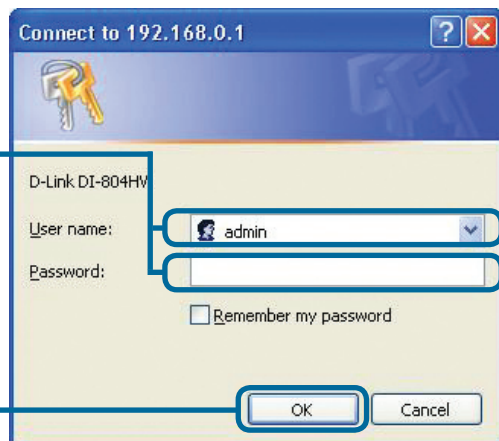 Connect to 192.168.0.1
D-Link DI-804HV
User name:
admin
Password:
Remember my password
OK
Cancel